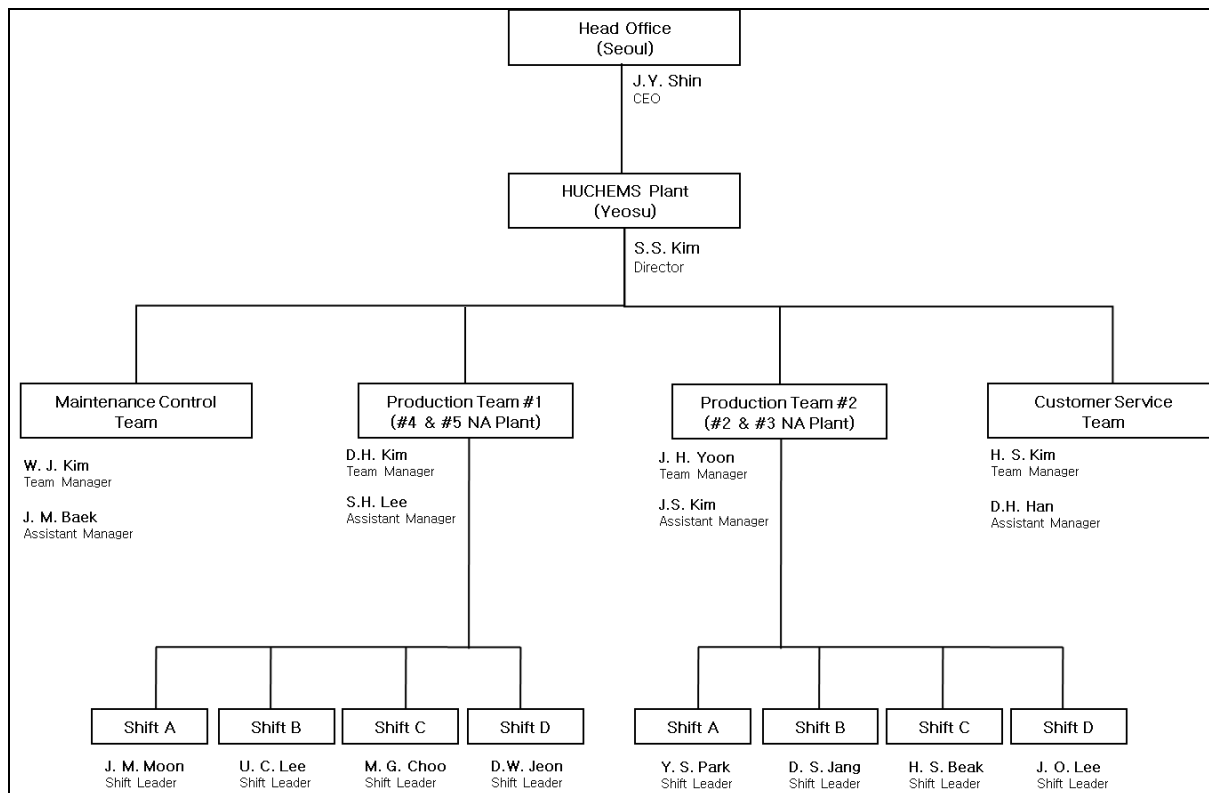 Head Office
(Seoul)
J.Y. Shin
CEO
HUCHEMS Plant
(Yeosu)
S.S. Kim
Director
Maintenance Control
Team
W. J. Kim
Team Manager
J. M. Baek
Assistant Manager
Production Team #1
(#4 & #5 NA Plant)
D.H. Kim
Team Manager
S.H. Lee
Assistant Manager
Production Team #2
(#2 & #3 NA Plant)
J. H. Yoon
Team Manager
J.S. Kim
Assistant Manager
Customer Service
Team
H. S. Kim
Team Manager
D.H. Han
Assistant Manager
Shift A
J. M. Moon
Shift Leader
Shift B
U. C. Lee
Shift Leader
Shift C
M. G. Choo
Shift Leader
Shift D
D.W. Jeon
Shift Leader
Shift A
Y. S. Park
Shift Leader
Shift B
D. S. Jang
Shift Leader
Shift C
H. S. Beak
Shift Leader
Shift D
J. O. Lee
Shift Leader